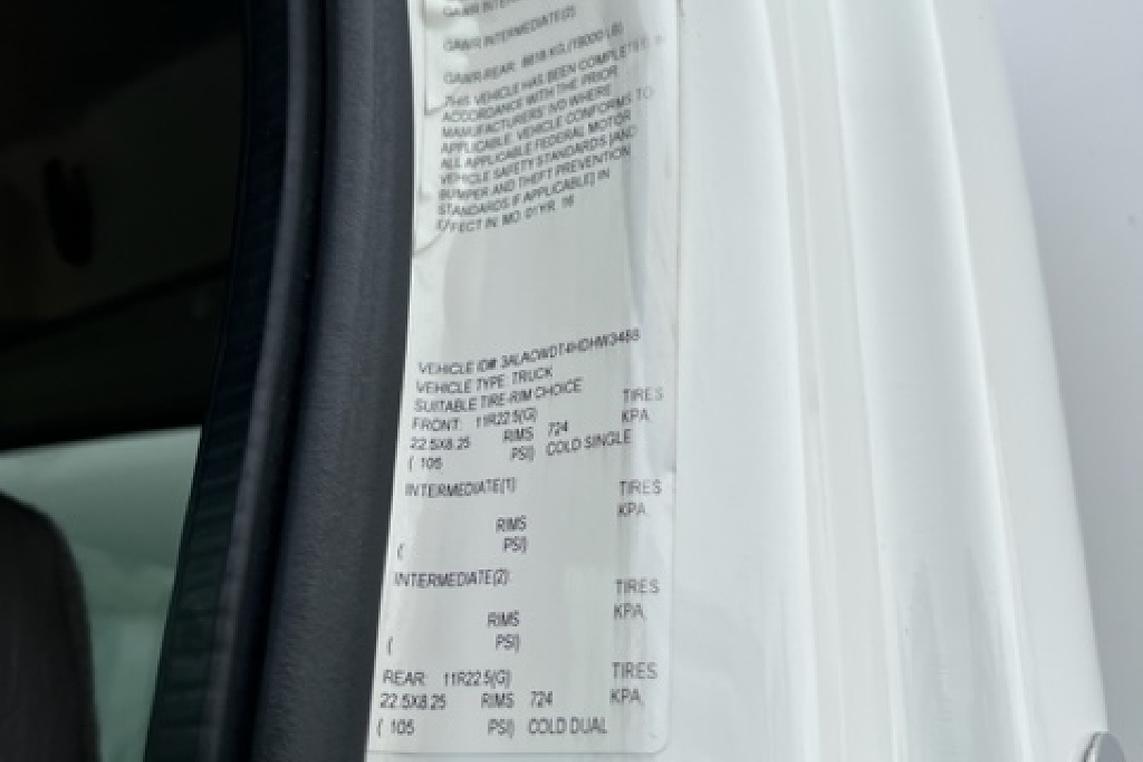 GAWR INTERMEDIATE(2)
GAWR-REAR: 8618 KG.(19000 LB)
THIS VEHICLE HAS BEEN COMPLETED IN
ACCORDANCE WITH THE PRIOR
MANUFACTURERS' IVD WHERE
APPLICABLE. VEHICLE CONFORMS TO
ALL APPLICABLE FEDERAL MOTOR
VEHICLE SAFETY STANDARDS [AND
BUMPER AND THEFT PREVENTION
STANDARDS IF APPLICABLE] IN
EFFECT IN: MO. 01 YR. 16
VEHICLE ID# 3ALACWDT4HDHW3488
VEHICLE TYPE: TRUCK
SUITABLE TIRE-RIM CHOICE
FRONT: 11R22.5(G) TIRES
22.5X8.25 RIMS 724 KPA,
( 105 PSI) COLD SINGLE
INTERMEDIATE(1): TIRES
RIMS KPA,
( PSI)
INTERMEDIATE(2): TIRES
RIMS KPA,
( PSI)
REAR: 11R22.5(G) TIRES
22.5X8.25 RIMS 724 KPA,
( 105 PSI) COLD DUAL